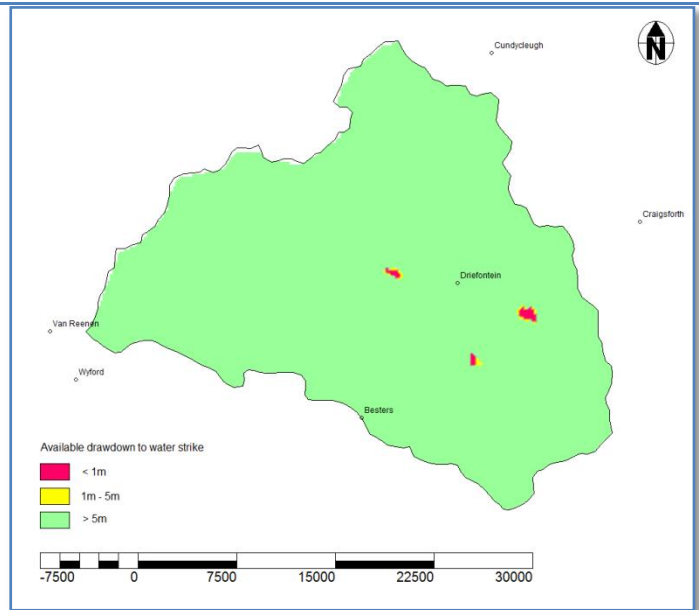 Cundycleugh
N
Craigsforth
Driefontein
Van Reenen
Wyford
Besters
Available drawdown to water strike
< 1m
1m - 5m
> 5m
-7500 0 7500 15000 22500 30000